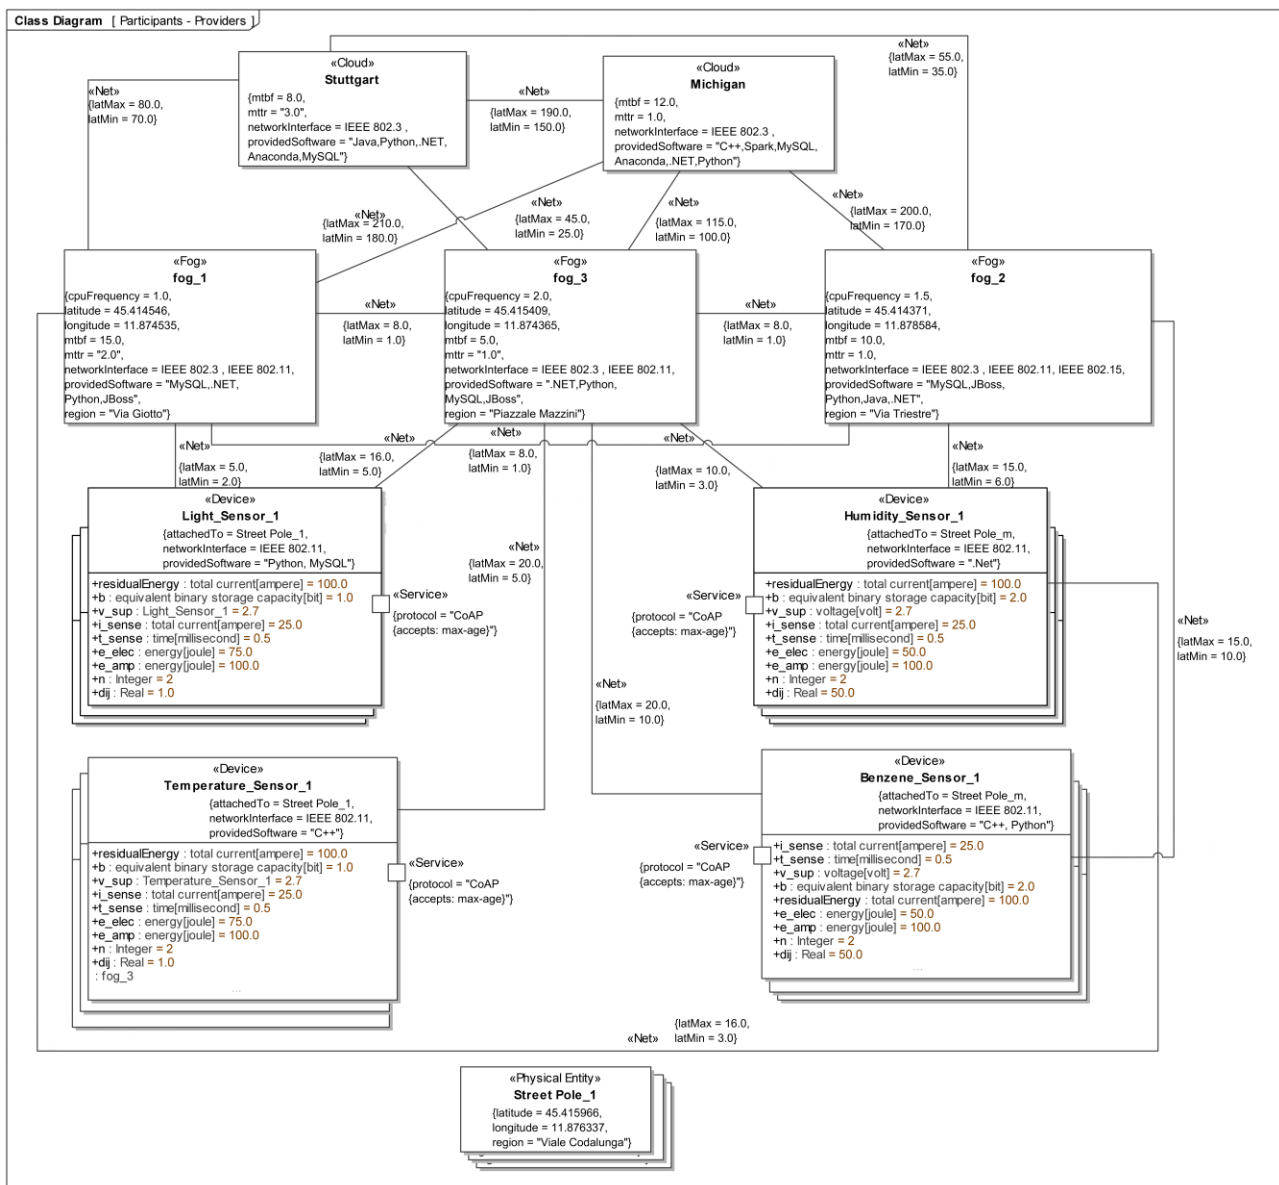 Class Diagram [ Participants - Providers ]
«Net»
{latMax = 55.0,
latMin = 35.0}
«Cloud»
Stuttgart
{mtbf = 8.0,
mttr = "3.0",
networkInterface = IEEE 802.3 ,
providedSoftware = "Java,Python,.NET,
Anaconda,MySQL"}
«Cloud»
Michigan
{mtbf = 12.0,
mttr = 1.0,
networkInterface = IEEE 802.3 ,
providedSoftware = "C++,Spark,MySQL,
Anaconda,.NET,Python"}
«Net»
{latMax = 80.0,
latMin = 70.0}
«Net»
{latMax = 190.0,
latMin = 150.0}
«Net»
{latMax = 210.0,
latMin = 180.0}
«Net»
{latMax = 45.0,
latMin = 25.0}
«Net»
{latMax = 115.0,
latMin = 100.0}
«Net»
{latMax = 200.0,
latMin = 170.0}
«Fog»
fog_1
{cpuFrequency = 1.0,
latitude = 45.414546,
longitude = 11.874535,
mtbf = 15.0,
mttr = "2.0",
networkInterface = IEEE 802.3 , IEEE 802.11,
providedSoftware = "MySQL,.NET,
Python,JBoss",
region = "Via Giotto"}
«Net»
{latMax = 8.0,
latMin = 1.0}
«Fog»
fog_3
{cpuFrequency = 2.0,
latitude = 45.415409,
longitude = 11.874365,
mtbf = 5.0,
mttr = "1.0",
networkInterface = IEEE 802.3 , IEEE 802.11,
providedSoftware = ".NET,Python,
MySQL,JBoss",
region = "Piazzale Mazzini"}
«Net»
{latMax = 8.0,
latMin = 1.0}
«Fog»
fog_2
{cpuFrequency = 1.5,
latitude = 45.414371,
longitude = 11.878584,
mtbf = 10.0,
mttr = 1.0,
networkInterface = IEEE 802.3 , IEEE 802.11, IEEE 802.15,
providedSoftware = "MySQL,JBoss,
Python,Java,.NET",
region = "Via Triestre"}
«Net»
{latMax = 5.0,
latMin = 2.0}
«Net»
{latMax = 16.0,
latMin = 5.0}
«Net»
{latMax = 8.0,
latMin = 1.0}
«Net»
{latMax = 10.0,
latMin = 3.0}
«Net»
{latMax = 15.0,
latMin = 6.0}
«Device»
Light_Sensor_1
{attachedTo = Street Pole_1,
networkInterface = IEEE 802.11,
providedSoftware = "Python, MySQL"}
+residualEnergy : total current[ampere] = 100.0
+b : equivalent binary storage capacity[bit] = 1.0
+v_sup : Light_Sensor_1 = 2.7
+i_sense : total current[ampere] = 25.0
+t_sense : time[millisecond] = 0.5
+e_elec : energy[joule] = 75.0
+e_amp : energy[joule] = 100.0
+n : Integer = 2
+dij : Real = 1.0
«Service»
{protocol = "CoAP
{accepts: max-age}"}
«Net»
{latMax = 20.0,
latMin = 5.0}
«Device»
Humidity_Sensor_1
{attachedTo = Street Pole_m,
networkInterface = IEEE 802.11,
providedSoftware = ".Net"}
+residualEnergy : total current[ampere] = 100.0
+b : equivalent binary storage capacity[bit] = 2.0
+v_sup : voltage[volt] = 2.7
+i_sense : total current[ampere] = 25.0
+t_sense : time[millisecond] = 0.5
+e_elec : energy[joule] = 50.0
+e_amp : energy[joule] = 100.0
+n : Integer = 2
+dij : Real = 50.0
«Service»
{protocol = "CoAP
{accepts: max-age}"}
«Net»
{latMax = 15.0,
latMin = 10.0}
«Net»
{latMax = 20.0,
latMin = 10.0}
«Device»
Temperature_Sensor_1
{attachedTo = Street Pole_1,
networkInterface = IEEE 802.11,
providedSoftware = "C++"}
+residualEnergy : total current[ampere] = 100.0
+b : equivalent binary storage capacity[bit] = 1.0
+v_sup : Temperature_Sensor_1 = 2.7
+i_sense : total current[ampere] = 25.0
+t_sense : time[millisecond] = 0.5
+e_elec : energy[joule] = 75.0
+e_amp : energy[joule] = 100.0
+n : Integer = 2
+dij : Real = 1.0
: fog_3
...
«Service»
{protocol = "CoAP
{accepts: max-age}"}
«Device»
Benzene_Sensor_1
{attachedTo = Street Pole_m,
networkInterface = IEEE 802.11,
providedSoftware = "C++, Python"}
+i_sense : total current[ampere] = 25.0
+t_sense : time[millisecond] = 0.5
+v_sup : voltage[volt] = 2.7
+b : equivalent binary storage capacity[bit] = 2.0
+residualEnergy : total current[ampere] = 100.0
+e_elec : energy[joule] = 50.0
+e_amp : energy[joule] = 100.0
+n : Integer = 2
+dij : Real = 50.0
...
«Service»
{protocol = "CoAP
{accepts: max-age}"}
«Net»
{latMax = 16.0,
latMin = 3.0}
«Physical Entity»
Street Pole_1
{latitude = 45.415966,
longitude = 11.876337,
region = "Viale Codalunga"}